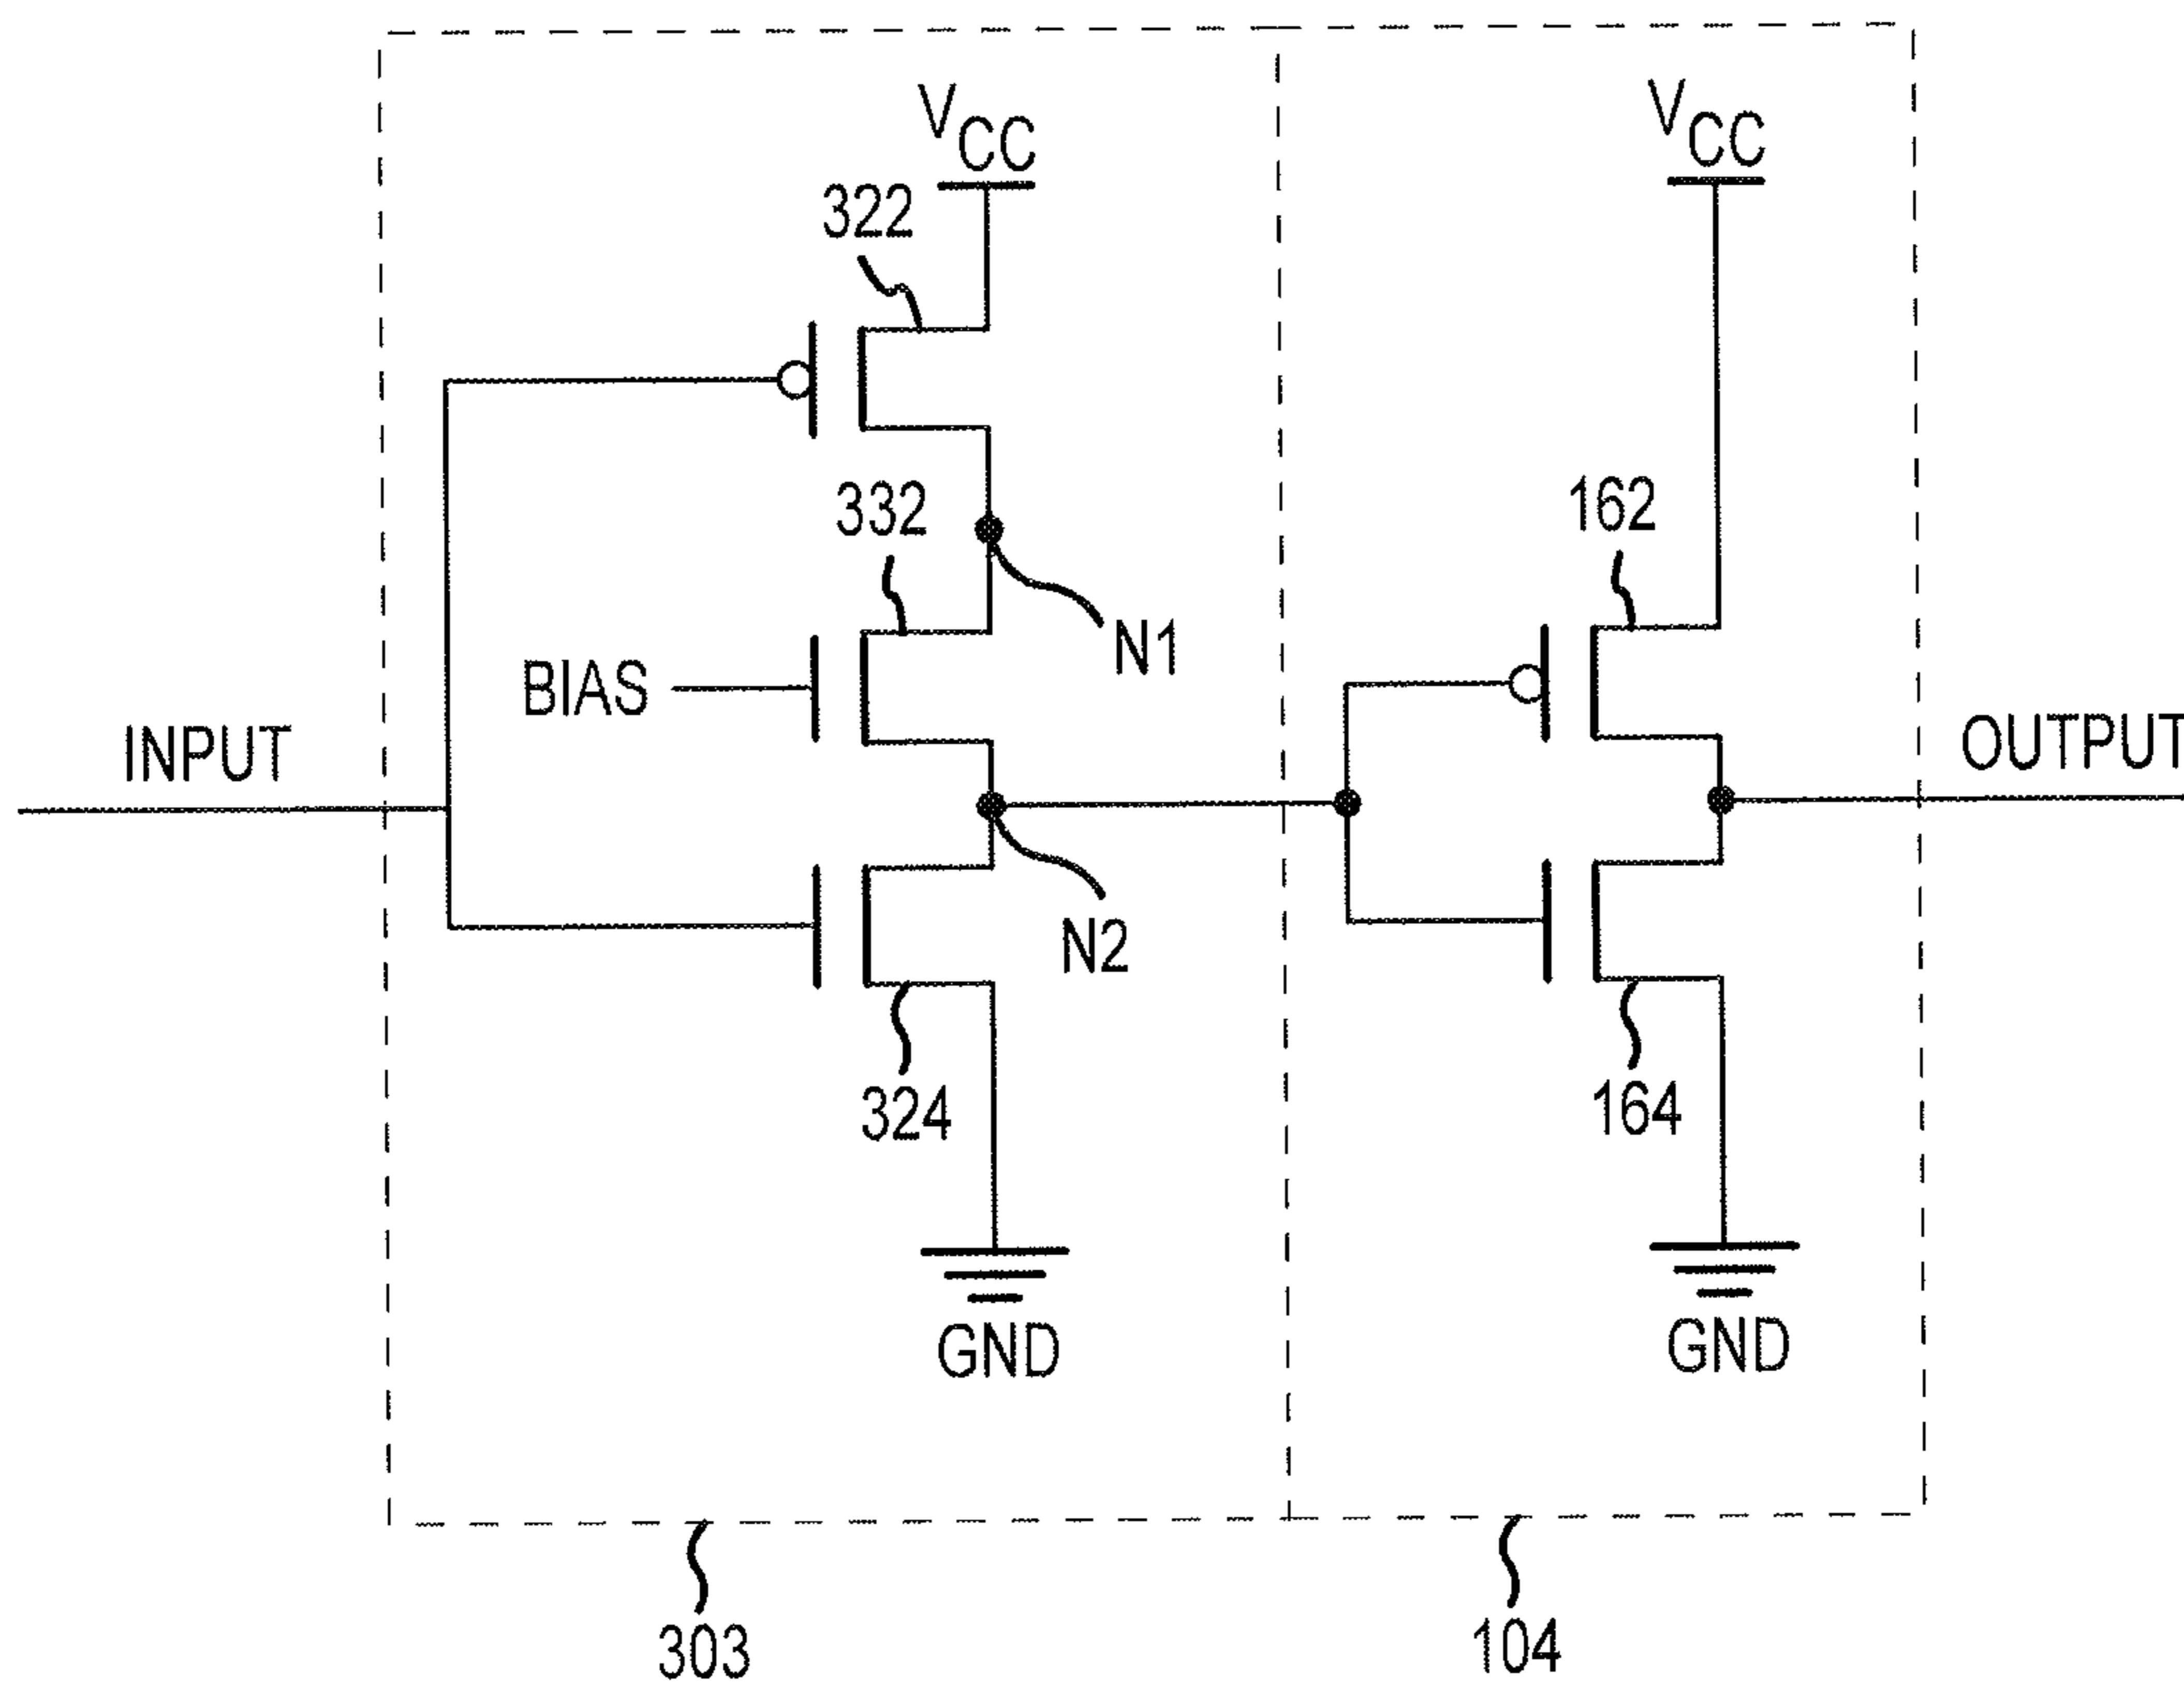 VCC
VCC
322
332
162
N1
BIAS
INPUT
OUTPUT
N2
324
164
GND
GND
303
104